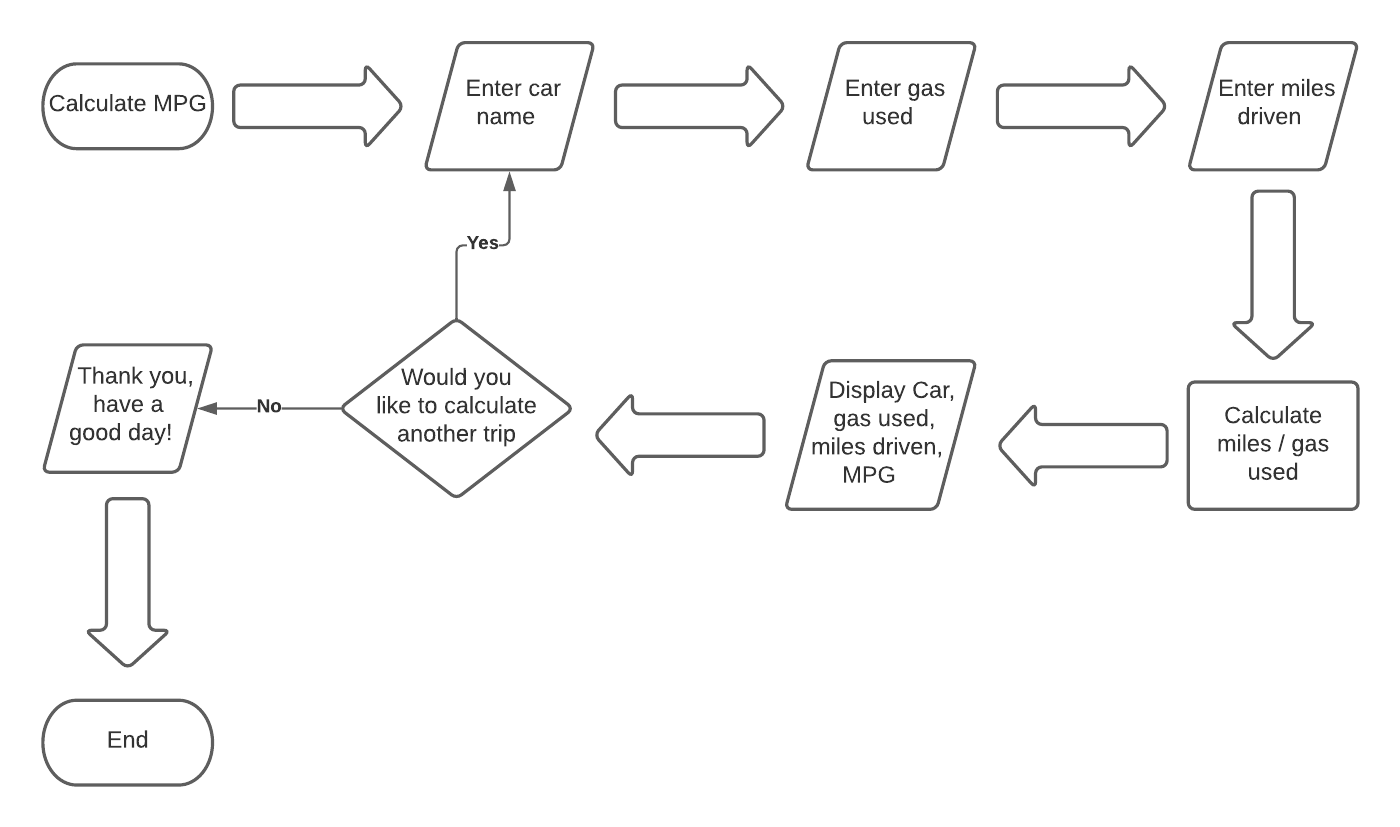 Calculate MPG
Enter car
name
Enter gas
used
Enter miles
driven
Yes
Thank you,
have a
good day!
No
Would you
like to calculate
another trip
Display Car,
gas used,
miles driven,
MPG
Calculate
miles / gas
used
End